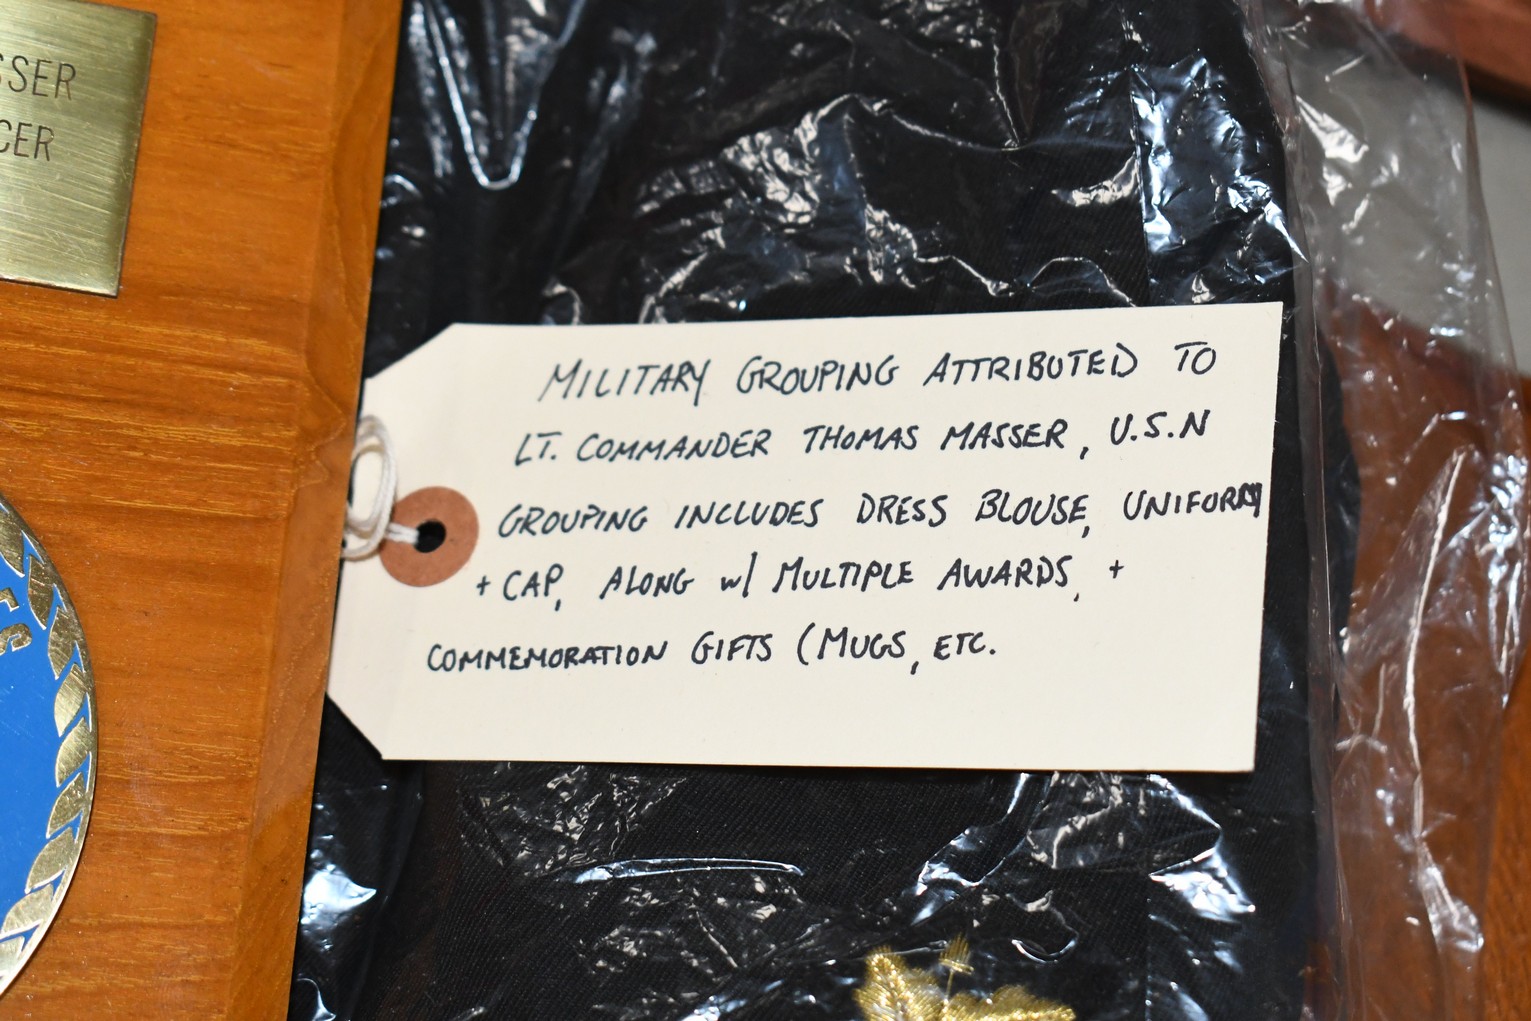 SSER
CER
MILITARY GROUPING ATTRIBUTED TO
LT. COMMANDER THOMAS MASSER, U.S.N
GROUPING INCLUDES DRESS BLOUSE, UNIFORM
+ CAP, ALONG w/ MULTIPLE AWARDS, +
COMMEMORATION GIFTS (MUGS, ETC.